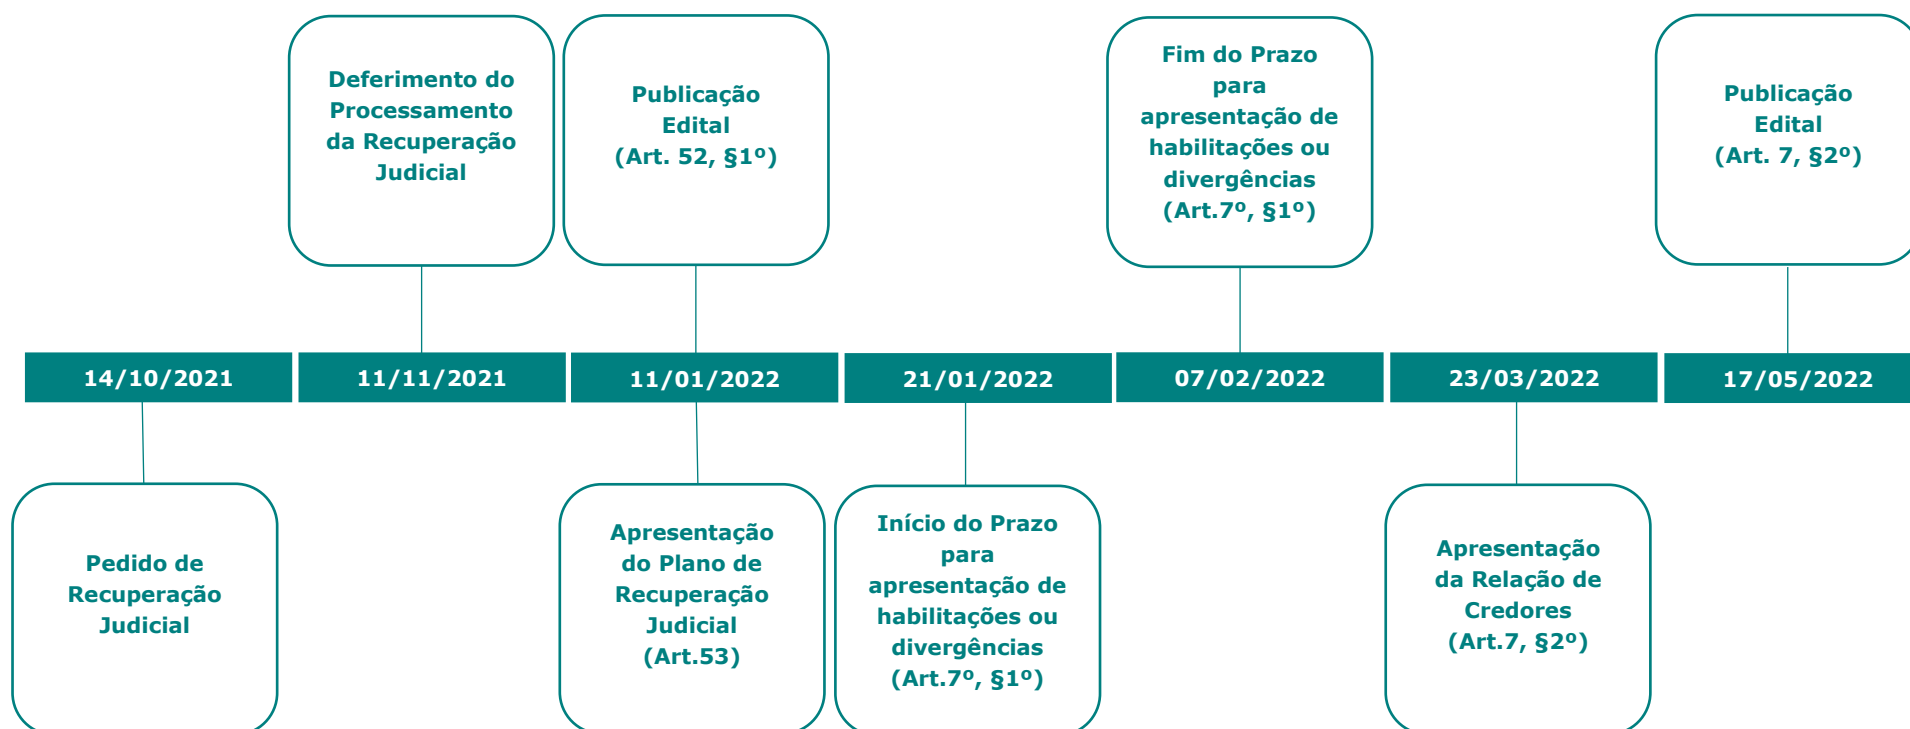 Deferimento do
Processamento
da Recuperação
Judicial
Publicação
Edital
(Art. 52, §1º)
Fim do Prazo
para
apresentação de
habilitações ou
divergências
(Art.7º, §1º)
Publicação
Edital
(Art. 7, §2º)
14/10/2021
11/11/2021
11/01/2022
21/01/2022
07/02/2022
23/03/2022
17/05/2022
Pedido de
Recuperação
Judicial
Apresentação
do Plano de
Recuperação
Judicial
(Art.53)
Início do Prazo
para
apresentação de
habilitações ou
divergências
(Art.7º, §1º)
Apresentação
da Relação de
Credores
(Art.7, §2º)